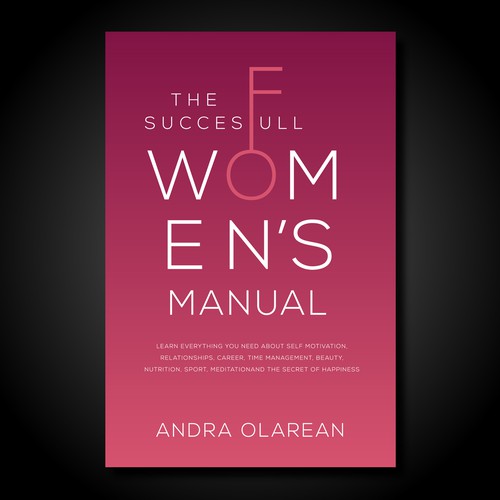 THE
SUCCESFULL
WOM
EN'S
MANUAL
LEARN EVERYTHING YOU NEED ABOUT SELF MOTIVATION,
RELATIONSHIPS, CAREER, TIME MANAGEMENT, BEAUTY,
NUTRITION, SPORT, MEDITATIONAND THE SECRET OF HAPPINESS
ANDRA OLAREAN